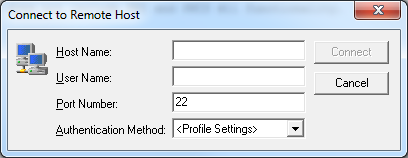 Connect to Remote Host
Host Name:
Connect
User Name:
Cancel
Port Number: 22
Authentication Method: <Profile Settings>